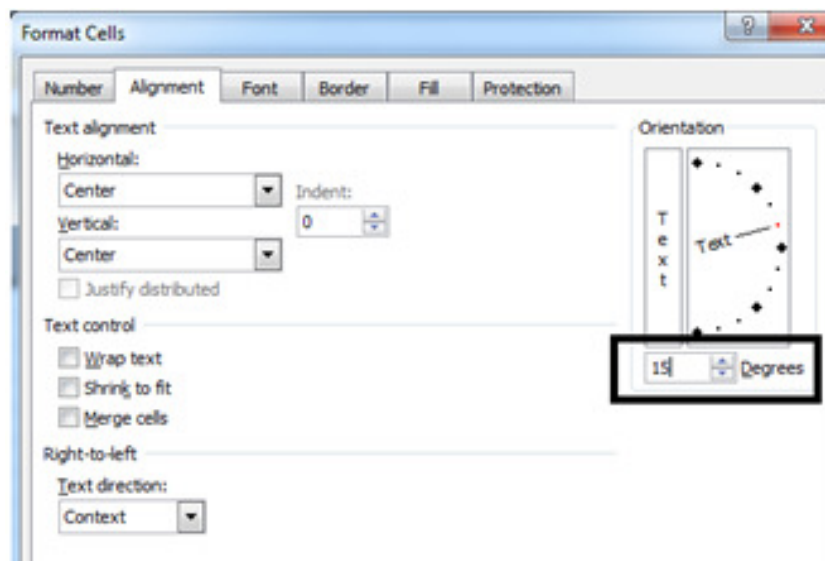 Format Cells
Number Alignment Font Border Fill Protection
Text alignment
Horizontal:
Center
Indent:
0
Vertical:
Center
Justify distributed
Text control
Wrap text
Shrink to fit
Merge cells
Right-to-left
Text direction:
Context
Orientation
Text
Text
15 Degrees